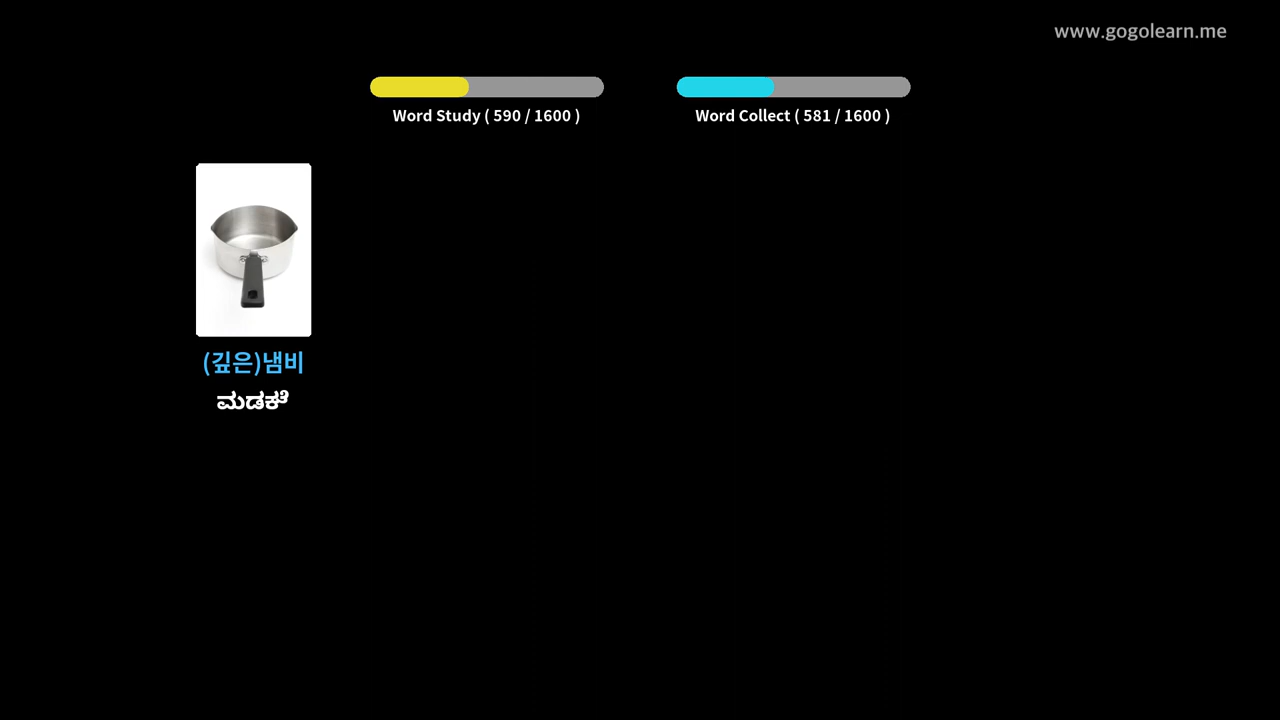 www.gogolearn.me
Word Study ( 590 / 1600 )
Word Collect ( 581 / 1600 )
(깊은)냄비
ಮಡಕೆ